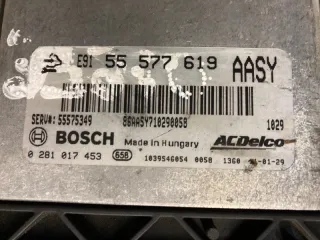 E91 55 577 619 AASY
SERV#: 55575349
1029
BOSCH
Made in Hungary
ACDelco
0 281 017 453 658 1039S46054 0058